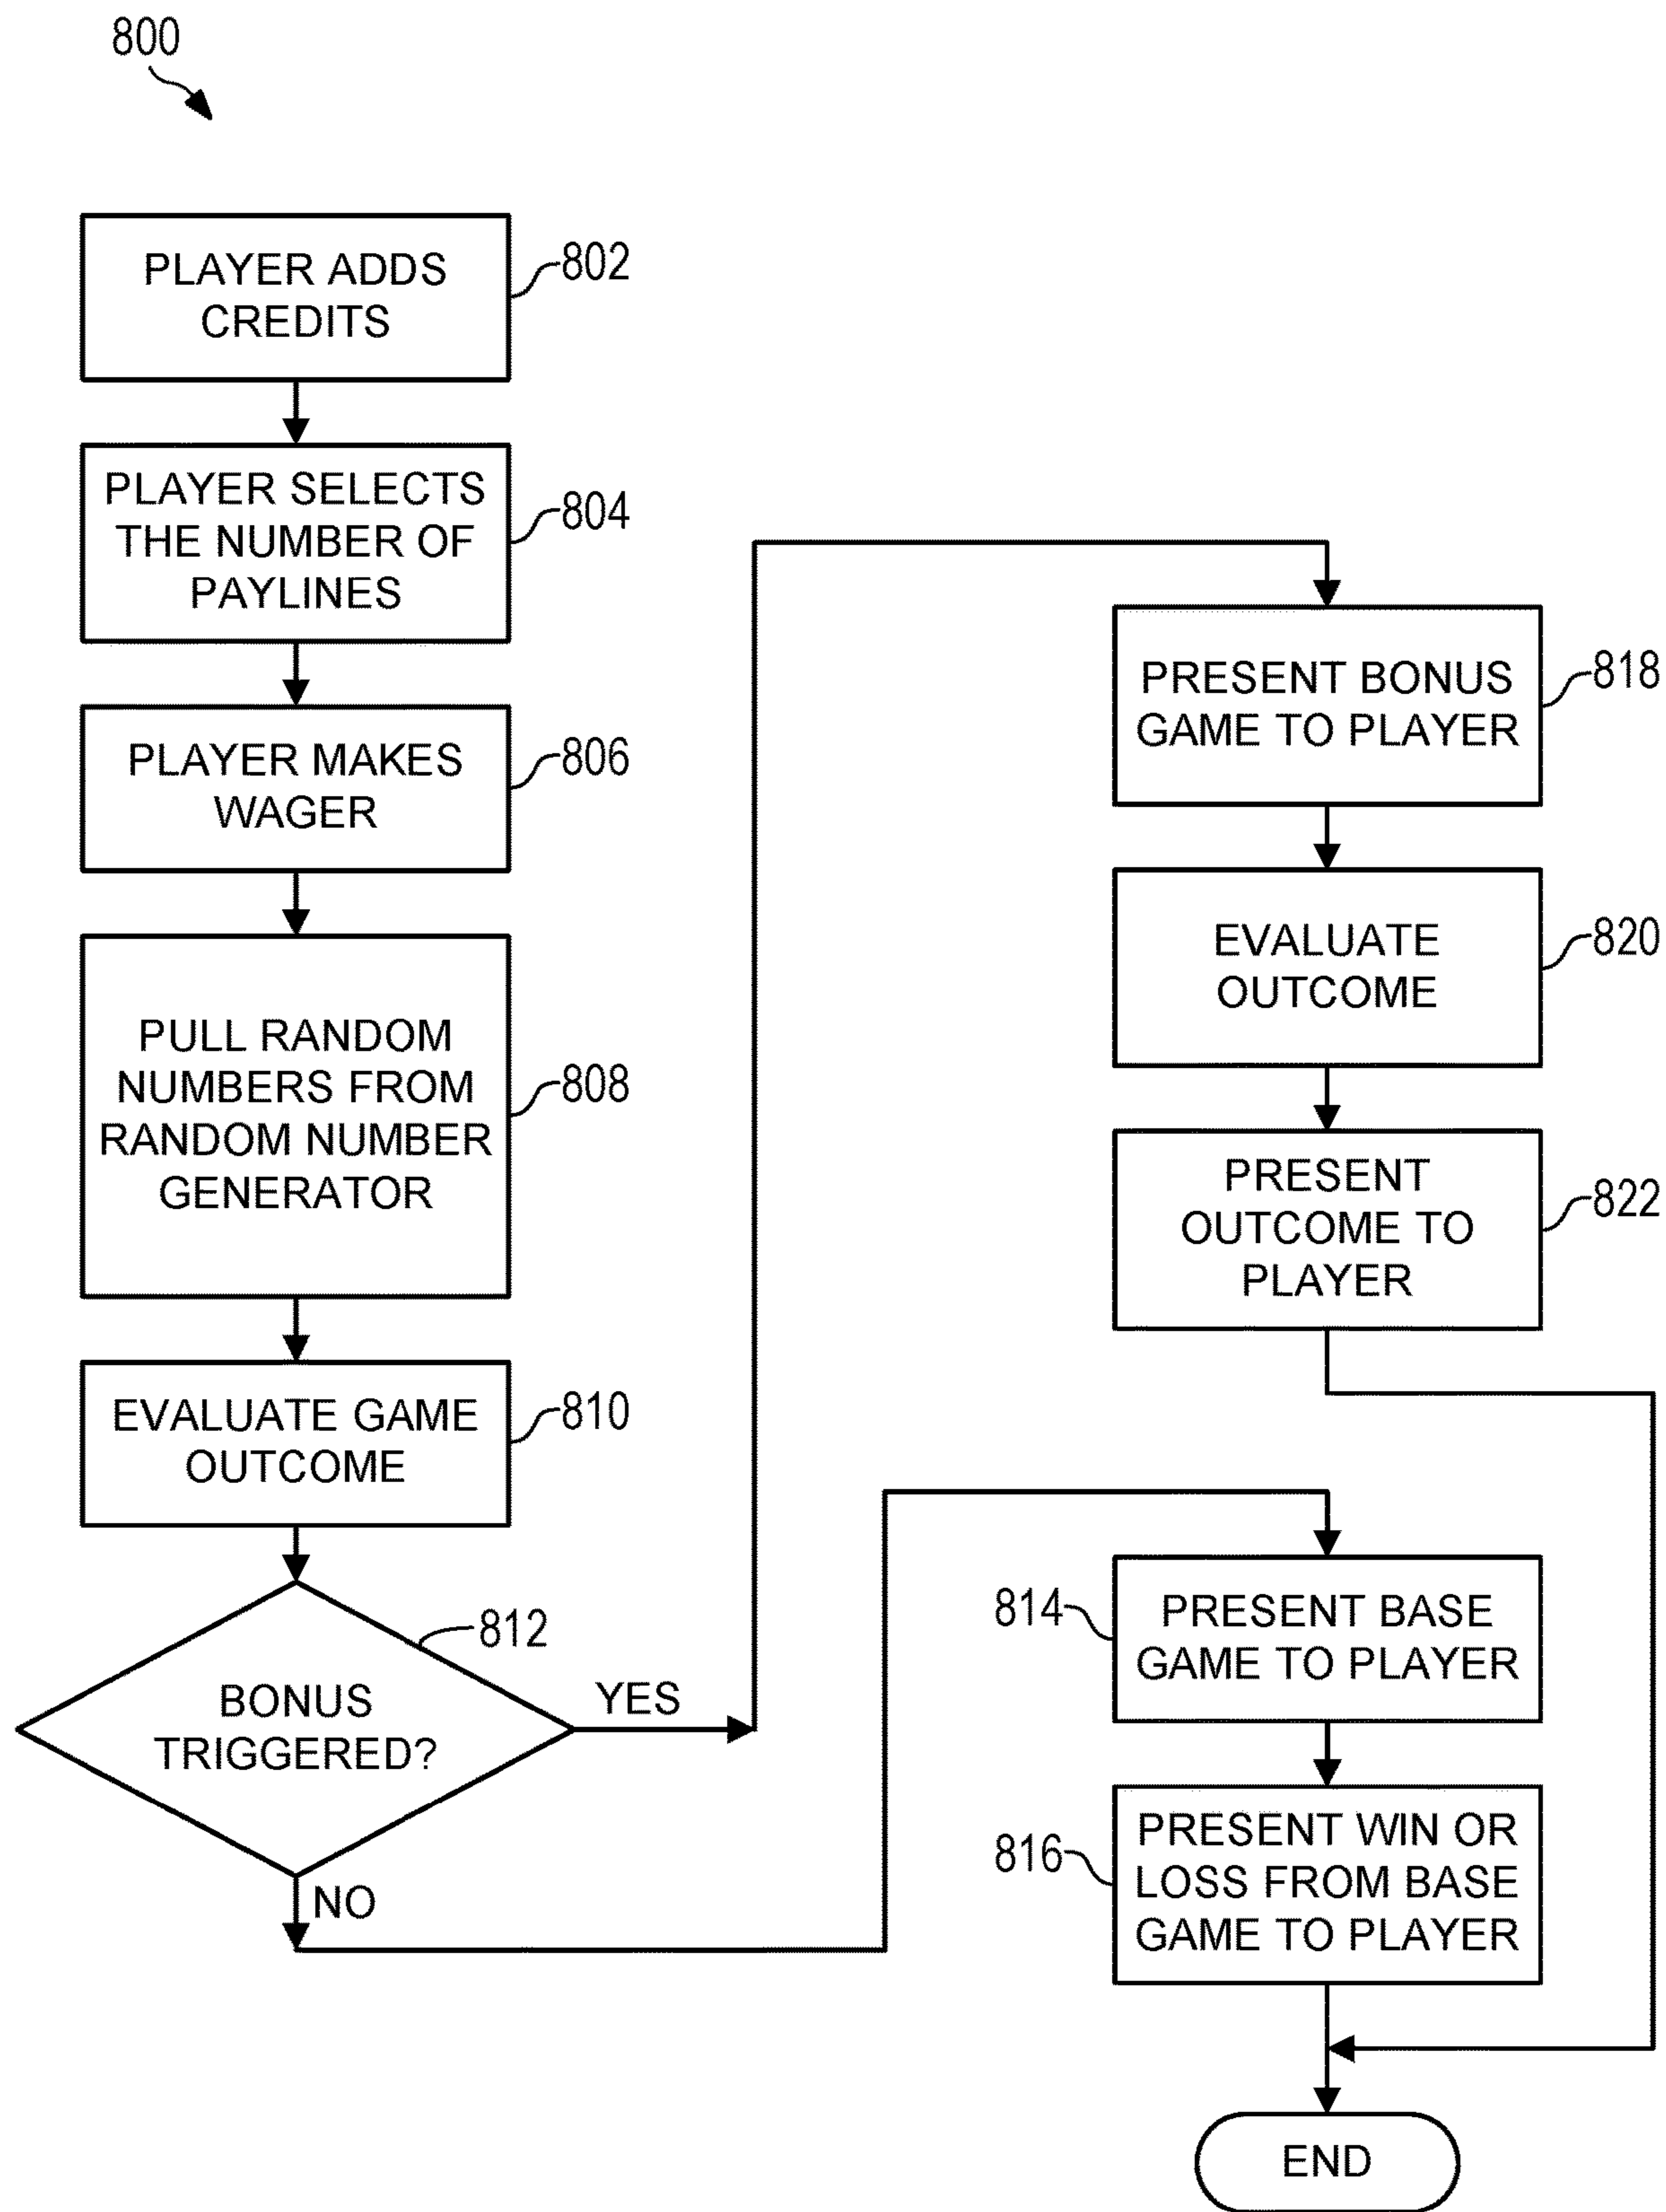 800
PLAYER ADDS
CREDITS
802
PLAYER SELECTS
THE NUMBER OF
PAYLINES
804
PLAYER MAKES
WAGER
806
PULL RANDOM
NUMBERS FROM
RANDOM NUMBER
GENERATOR
808
EVALUATE GAME
OUTCOME
810
812
BONUS
TRIGGERED?
YES
NO
PRESENT BONUS
GAME TO PLAYER
818
EVALUATE
OUTCOME
820
PRESENT
OUTCOME TO
PLAYER
822
814
PRESENT BASE
GAME TO PLAYER
816
PRESENT WIN OR
LOSS FROM BASE
GAME TO PLAYER
END